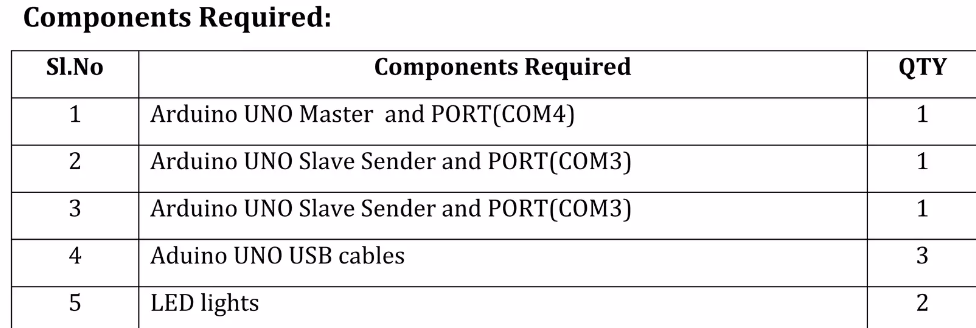 Components Required:
Sl.No Components Required QTY
1 Arduino UNO Master and PORT(COM4) 1
2 Arduino UNO Slave Sender and PORT(COM3) 1
3 Arduino UNO Slave Sender and PORT(COM3) 1
4 Aduino UNO USB cables 3
5 LED lights 2